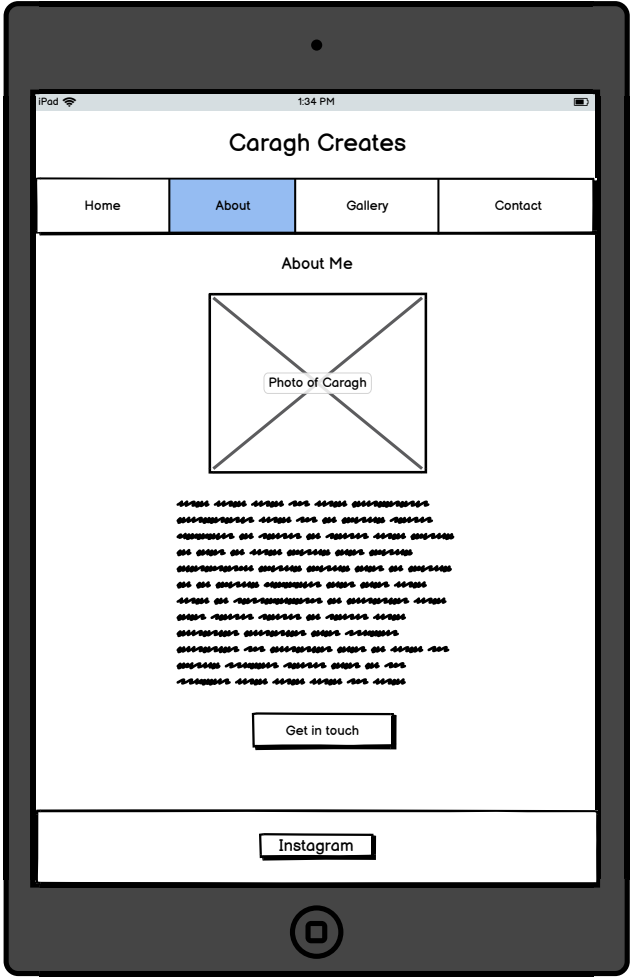 iPad 1:34 PM
Caragh Creates
Home About Gallery Contact
About Me
Photo of Caragh
Get in touch
Instagram